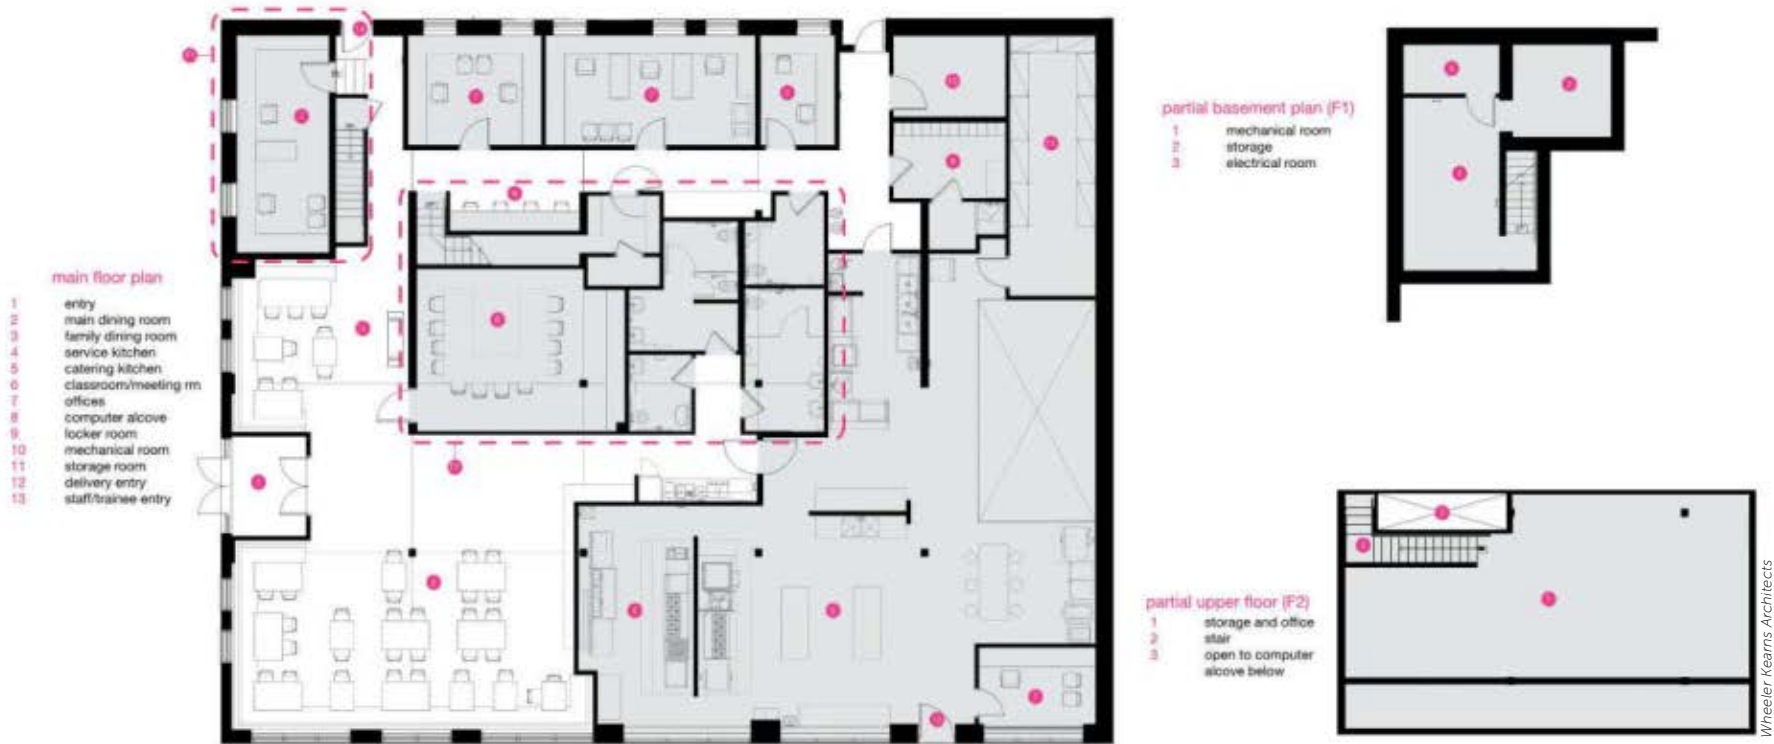 main floor plan
1 entry
2 main dining room
3 family dining room
4 service kitchen
5 catering kitchen
6 classroom/meeting rm
7 offices
8 computer alcove
9 locker room
10 mechanical room
11 storage room
12 delivery entry
13 staff/trainee entry
partial basement plan (F1)
1 mechanical room
2 storage
3 electrical room
partial upper floor (F2)
1 storage and office
2 stair
3 open to computer
alcove below
Wheeler Kearns Architects